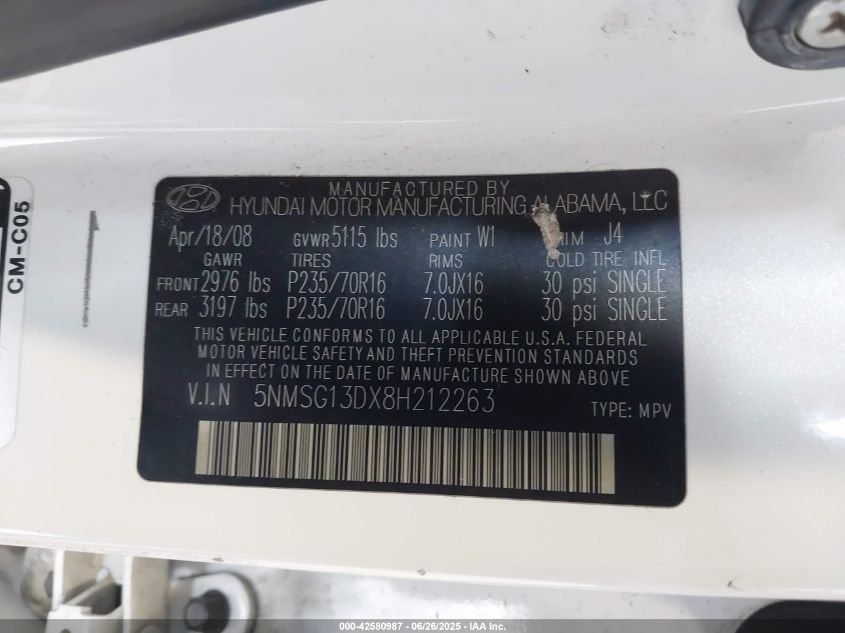 MANUFACTURED BY
HYUNDAI MOTOR MANUFACTURING ALABAMA, LLC
Apr/18/08 GVWR 5115 lbs PAINT W1 J4
GAWR TIRES RIMS COLD TIRE INFL
FRONT 2976 lbs P235/70R16 7.0JX16 30 psi SINGLE
REAR 3197 lbs P235/70R16 7.0JX16 30 psi SINGLE
THIS VEHICLE CONFORMS TO ALL APPLICABLE U.S.A. FEDERAL
MOTOR VEHICLE SAFETY AND THEFT PREVENTION STANDARDS
IN EFFECT ON THE DATE OF MANUFACTURE SHOWN ABOVE
V.I.N 5NMSG13DX8H212263 TYPE: MPV
CM-C05
000-42580987 - 06/26/2025 - IAA Inc.